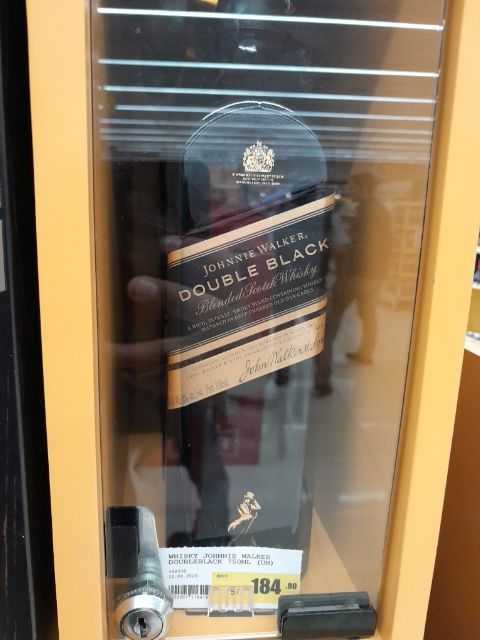 JOHNNIE WALKER.
DOUBLE BLACK
Blended Scotch Whisky
A RICH, INTENSE, SMOKY BLEND CONTAINING WHISKY
MATURED IN DEEP CHARRED OLD OAK CASKS
John Walker & Sons
WHISKY JOHNNIE WALKER
DOUBLEBLACK 750ML (UN)
S/ 184.90